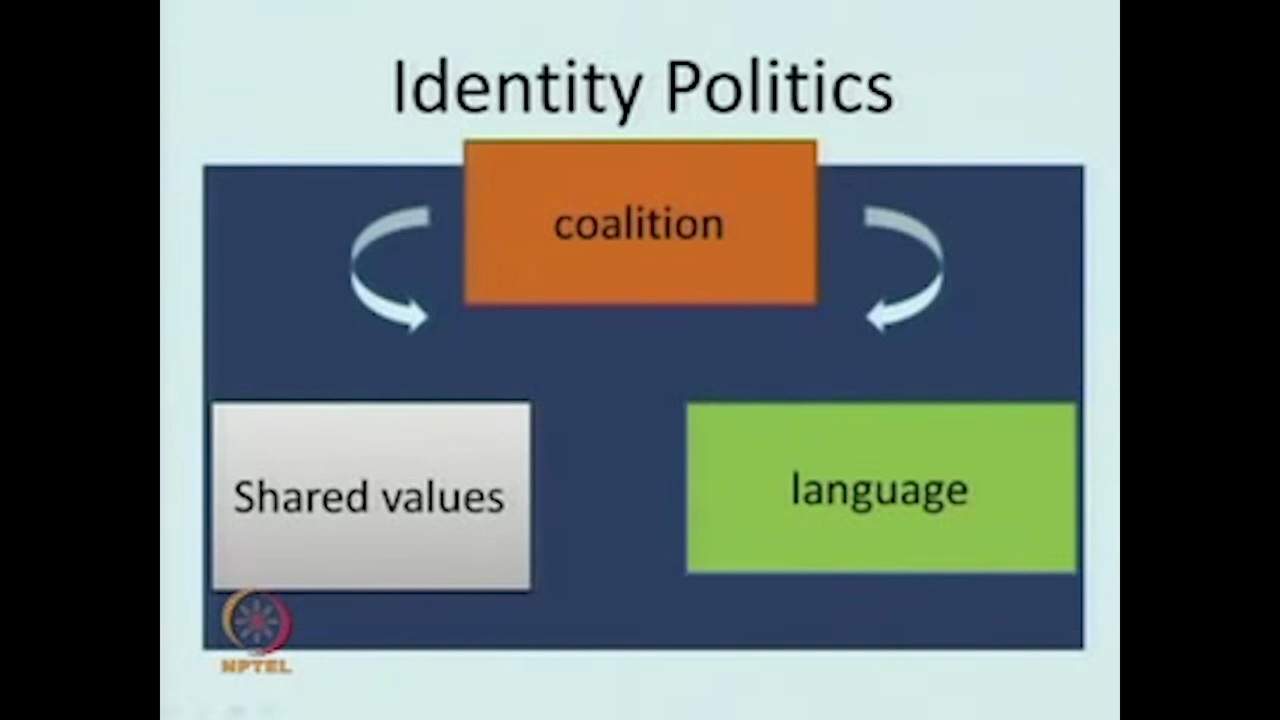 Identity Politics
coalition
Shared values
language
NPTEL